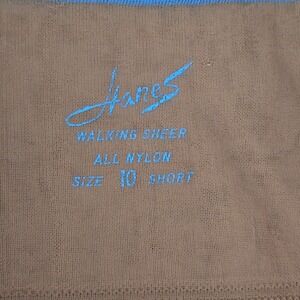 Hanes
WALKING SHEER
ALL NYLON
SIZE 10 SHORT